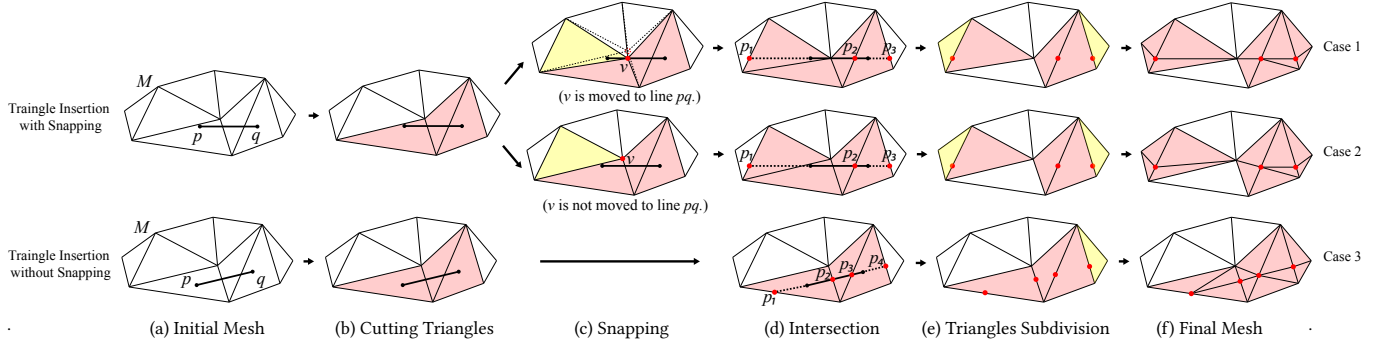 Case 1
M
p
q
v
(v is moved to line pq.)
p1
p2
p3
Traingle Insertion
with Snapping
v
(v is not moved to line pq.)
p1
p2
p3
Case 2
M
p
q
Traingle Insertion
without Snapping
p1
p2
p3
p4
Case 3
.
(a) Initial Mesh
(b) Cutting Triangles
(c) Snapping
(d) Intersection
(e) Triangles Subdivision
(f) Final Mesh
.